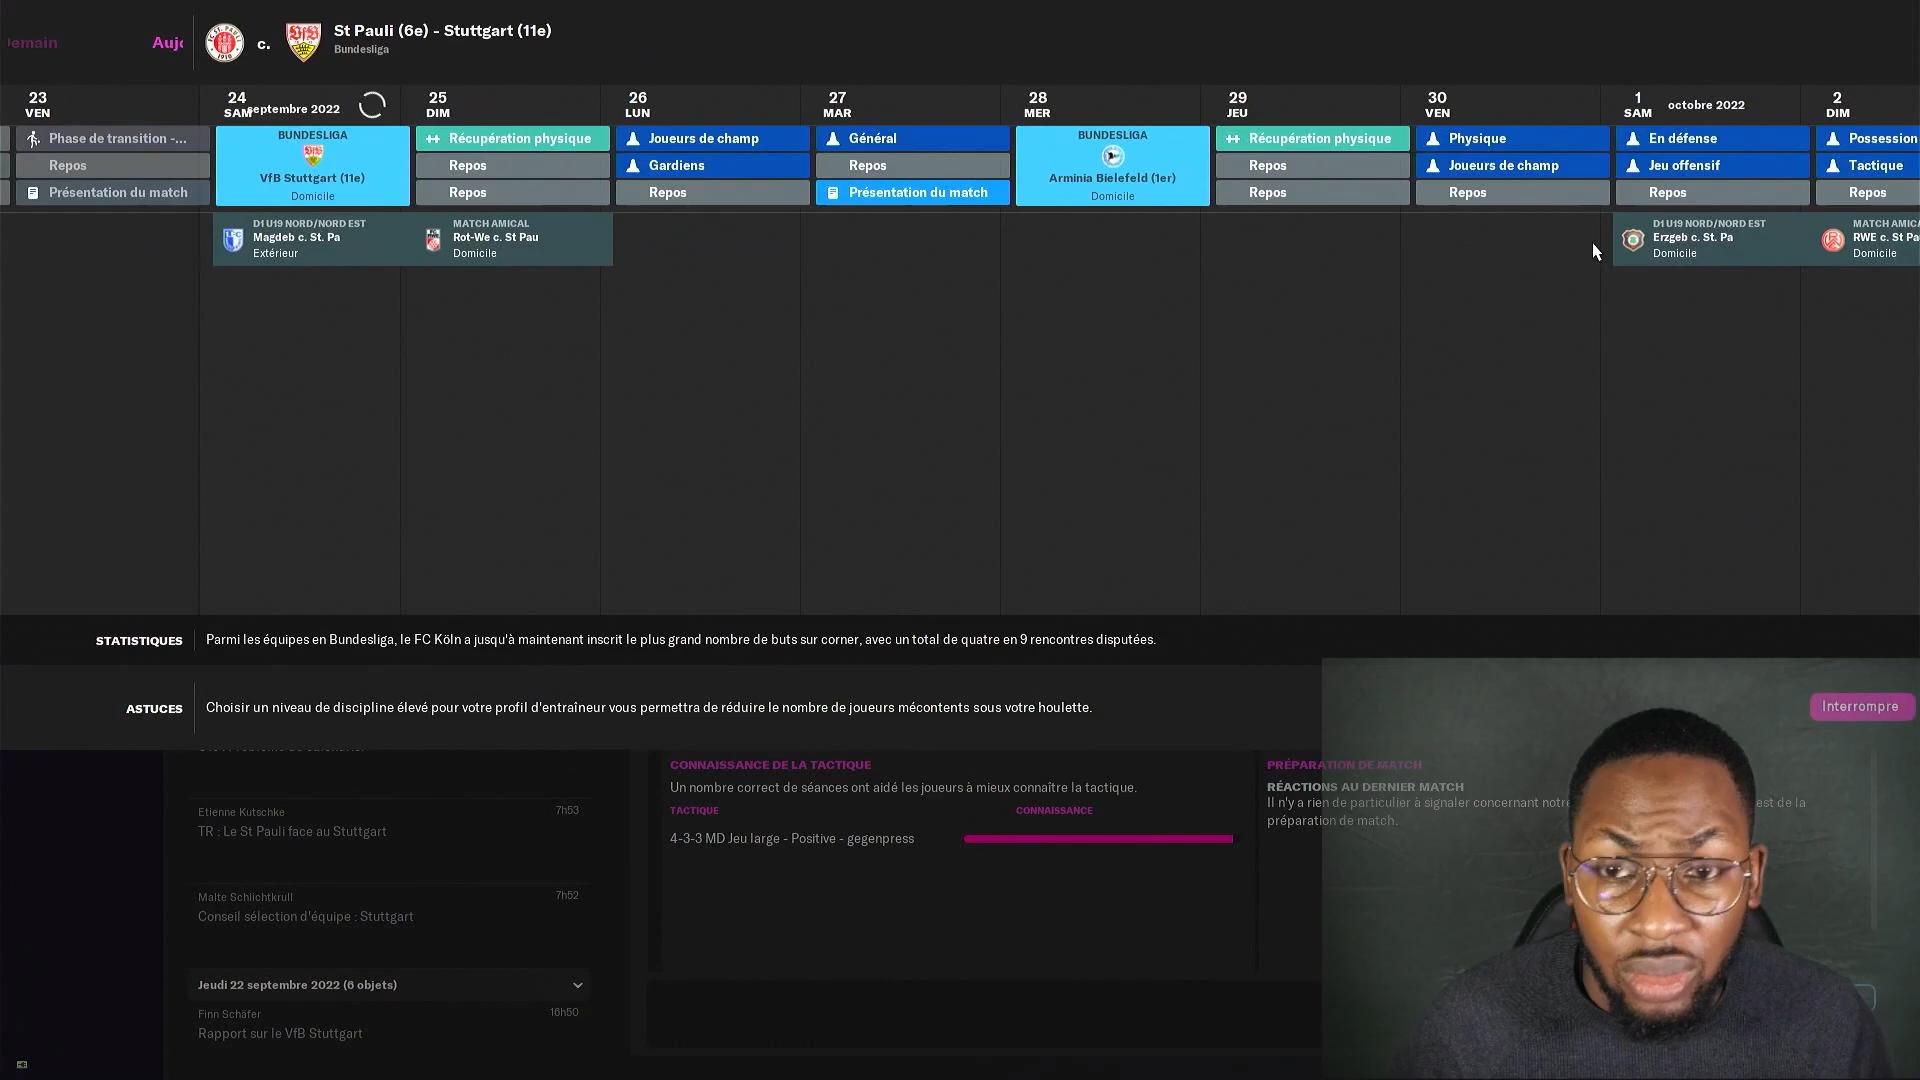 Aujo
St Pauli (6e) - Stuttgart (11e)
c.
Bundesliga
23
VEN
24
SAM
septembre 2022
25
DIM
26
LUN
27
MAR
28
MER
29
JEU
30
VEN
1
SAM
octobre 2022
2
DIM
Phase de transition -...
Repos
Présentation du match
BUNDESLIGA
VfB Stuttgart (11e)
Domicile
Récupération physique
Repos
Repos
Joueurs de champ
Gardiens
Repos
Général
Repos
Présentation du match
BUNDESLIGA
Arminia Bielefeld (1er)
Domicile
Récupération physique
Repos
Repos
Physique
Joueurs de champ
Repos
En défense
Jeu offensif
Repos
Possession
Tactique
Repos
D1 U19 NORD/NORD EST
Magdeb c. St. Pa
Extérieur
MATCH AMICAL
Rot-We c. St Pau
Domicile
D1 U19 NORD/NORD EST
Erzgeb c. St. Pa
Domicile
MATCH AMICA
RWE c. St Pa
Domicile
STATISTIQUES
Parmi les équipes en Bundesliga, le FC Köln a jusqu'à maintenant inscrit le plus grand nombre de buts sur corner, avec un total de quatre en 9 rencontres disputées.
ASTUCES
Choisir un niveau de discipline élevé pour votre profil d'entraîneur vous permettra de réduire le nombre de joueurs mécontents sous votre houlette.
Interrompre
Etienne Kutschke
7h53
TR : Le St Pauli face au Stuttgart
Malte Schlichtkrull
7h52
Conseil sélection d'équipe : Stuttgart
Jeudi 22 septembre 2022 (6 objets)
Finn Schäfer
16h50
Rapport sur le VfB Stuttgart
CONNAISSANCE DE LA TACTIQUE
Un nombre correct de séances ont aidé les joueurs à mieux connaître la tactique.
TACTIQUE
CONNAISSANCE
4-3-3 MD Jeu large - Positive - gegenpress
PRÉPARATION DE MATCH
RÉACTIONS AU DERNIER MATCH
Il n'y a rien de particulier à signaler concernant notre est de la
préparation de match.